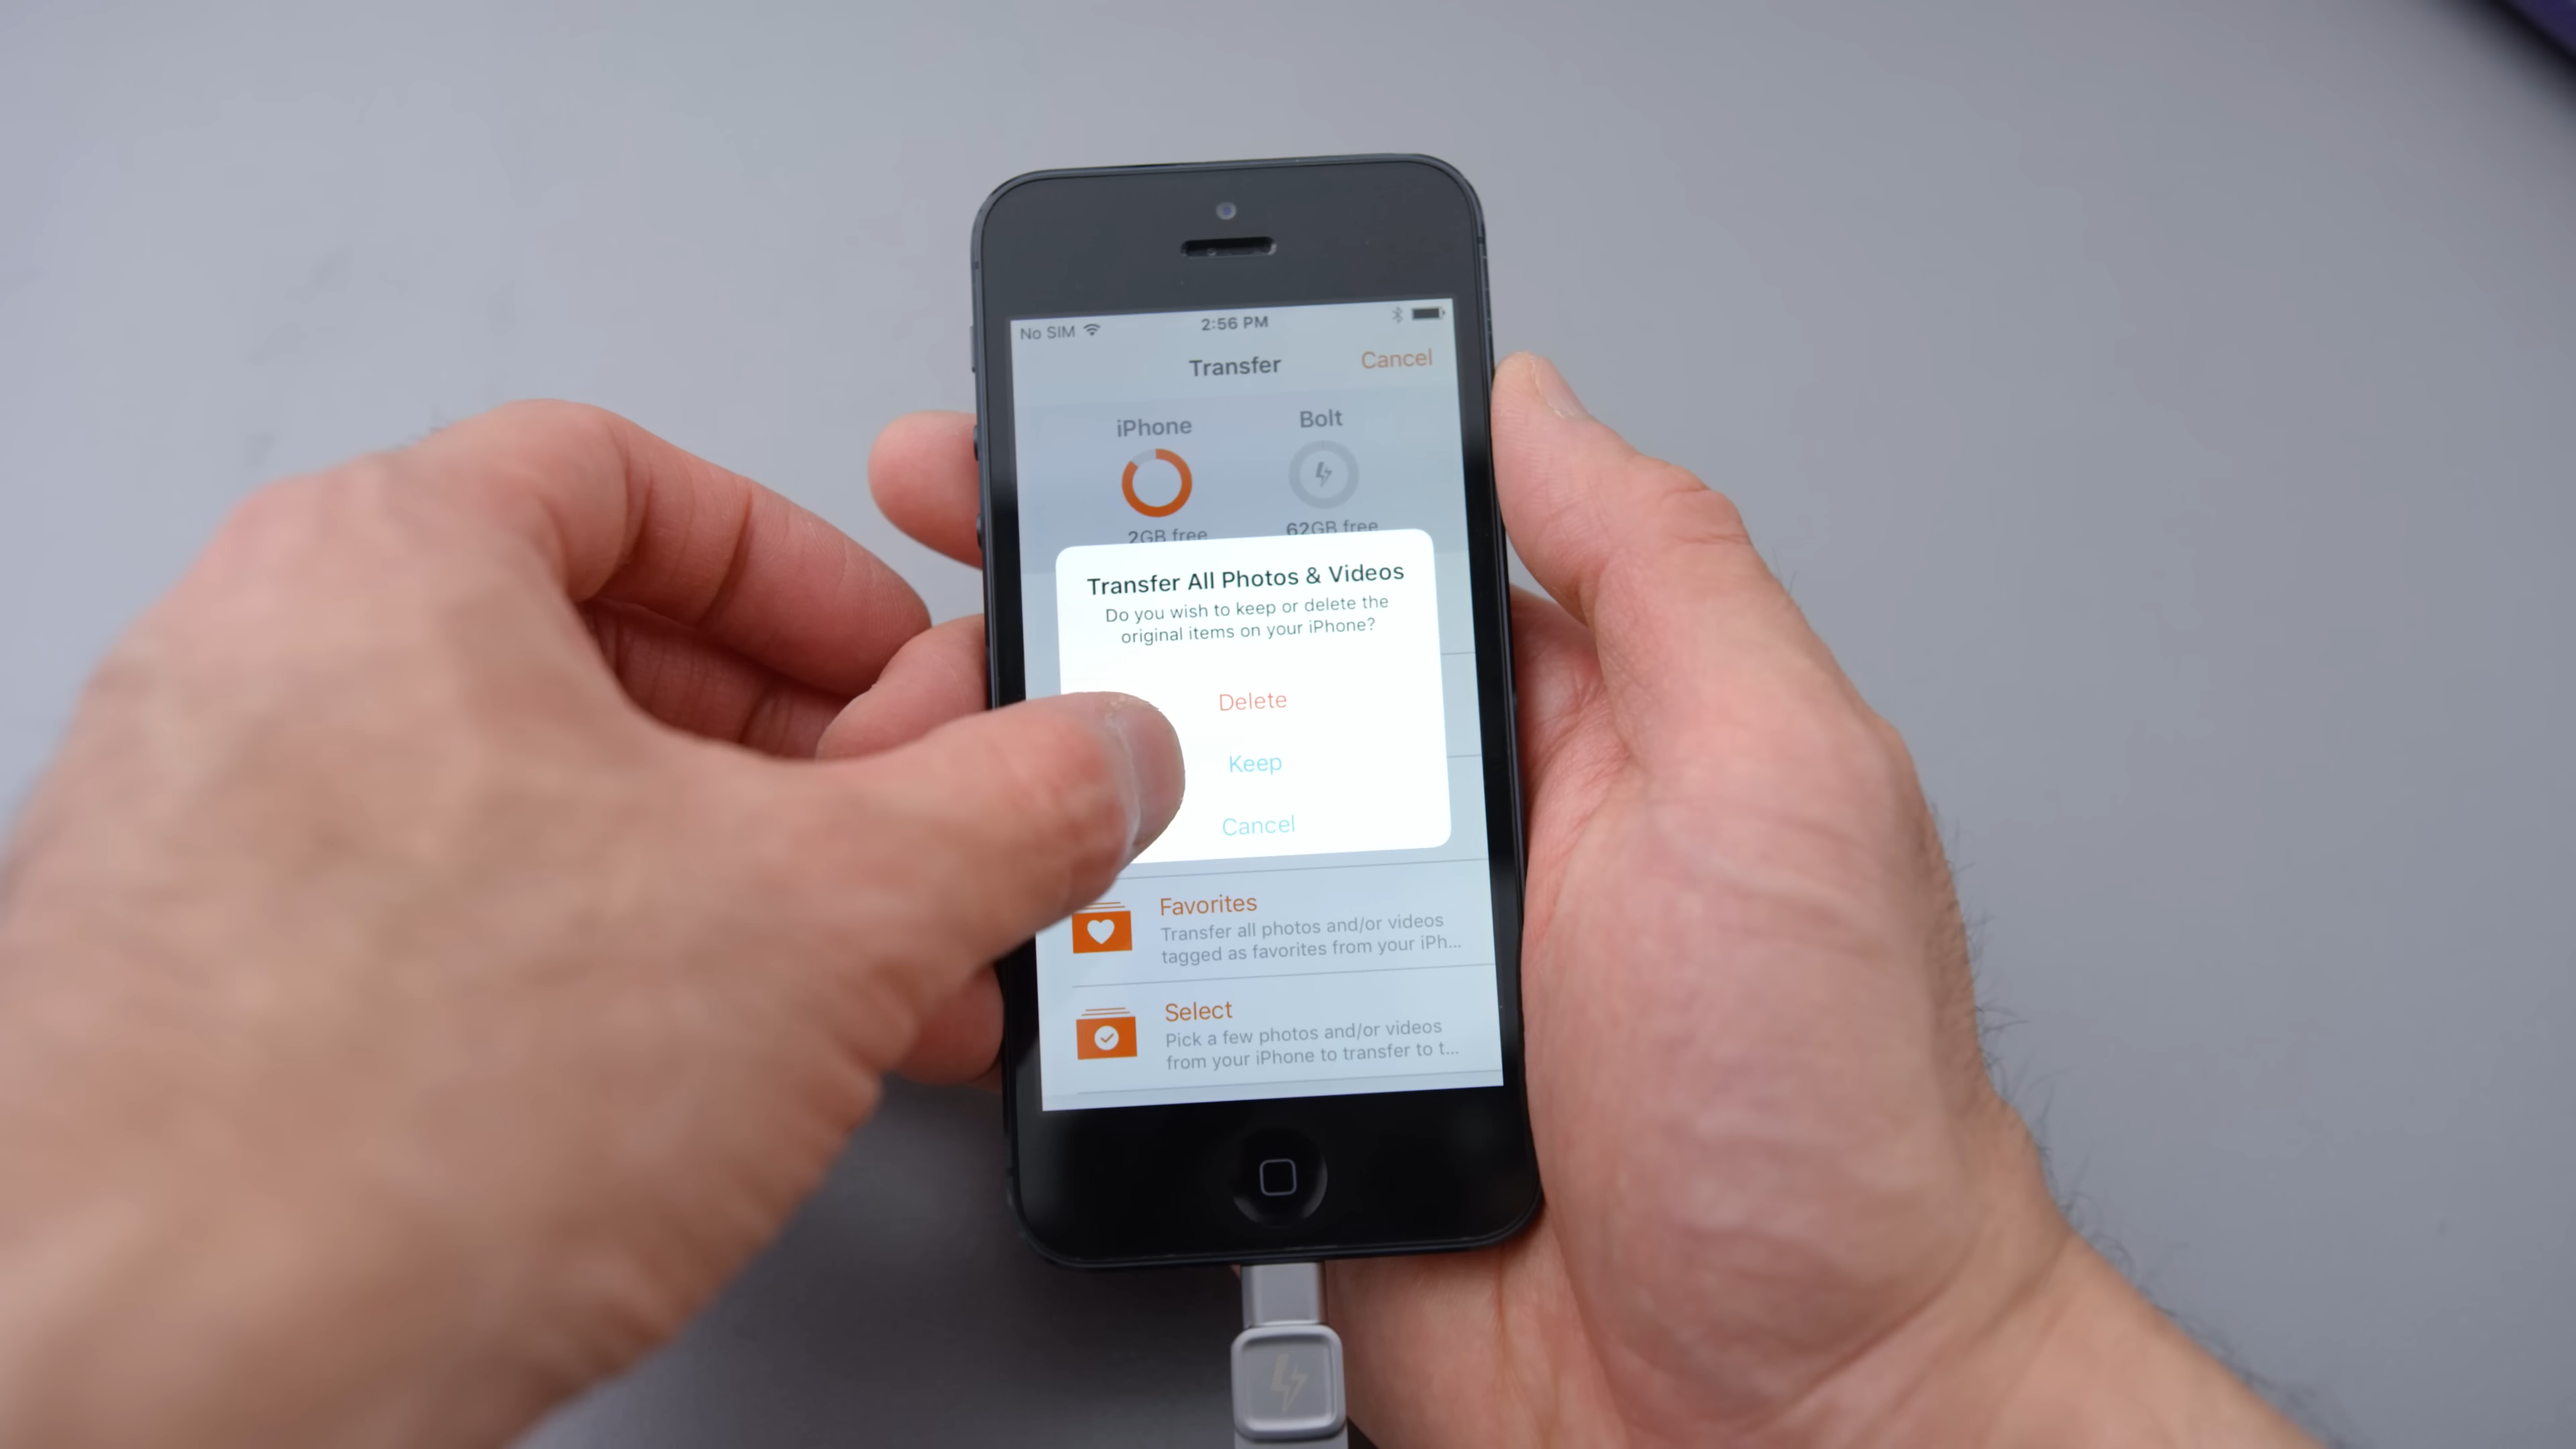 No SIM 2:56 PM
Transfer Cancel
iPhone Bolt
2GB free 62GB free
Transfer All Photos & Videos
Do you wish to keep or delete the
original items on your iPhone?
Delete
Keep
Cancel
Favorites
Transfer all photos and/or videos
tagged as favorites from your iPh...
Select
Pick a few photos and/or videos
from your iPhone to transfer to t...